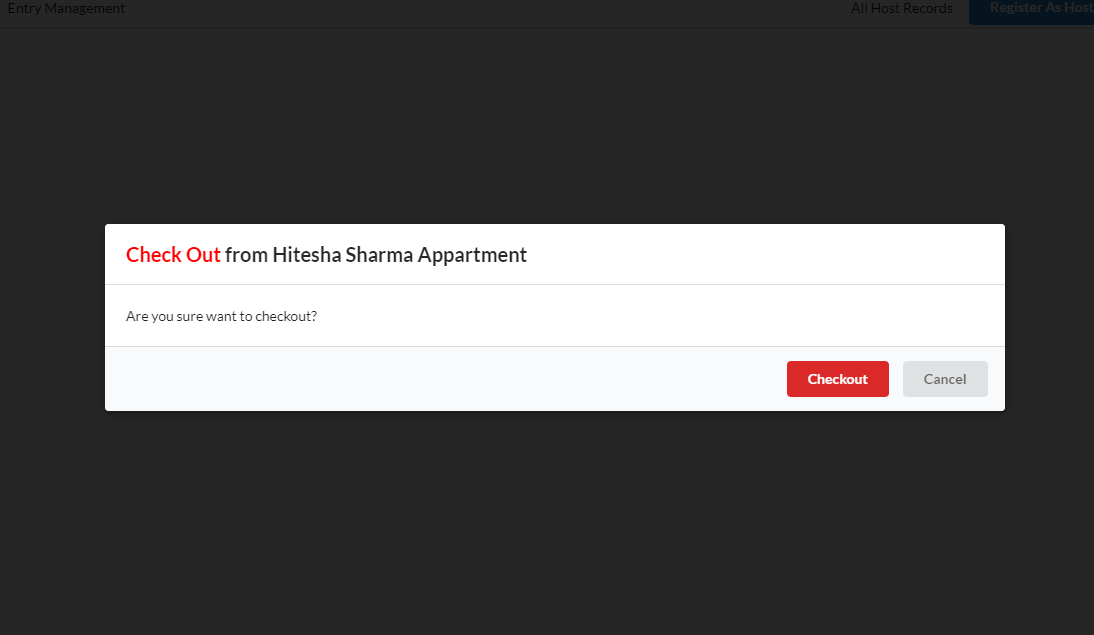 Entry Management
All Host Records
Register As Host
Check Out from Hitesha Sharma Appartment
Are you sure want to checkout?
Checkout
Cancel